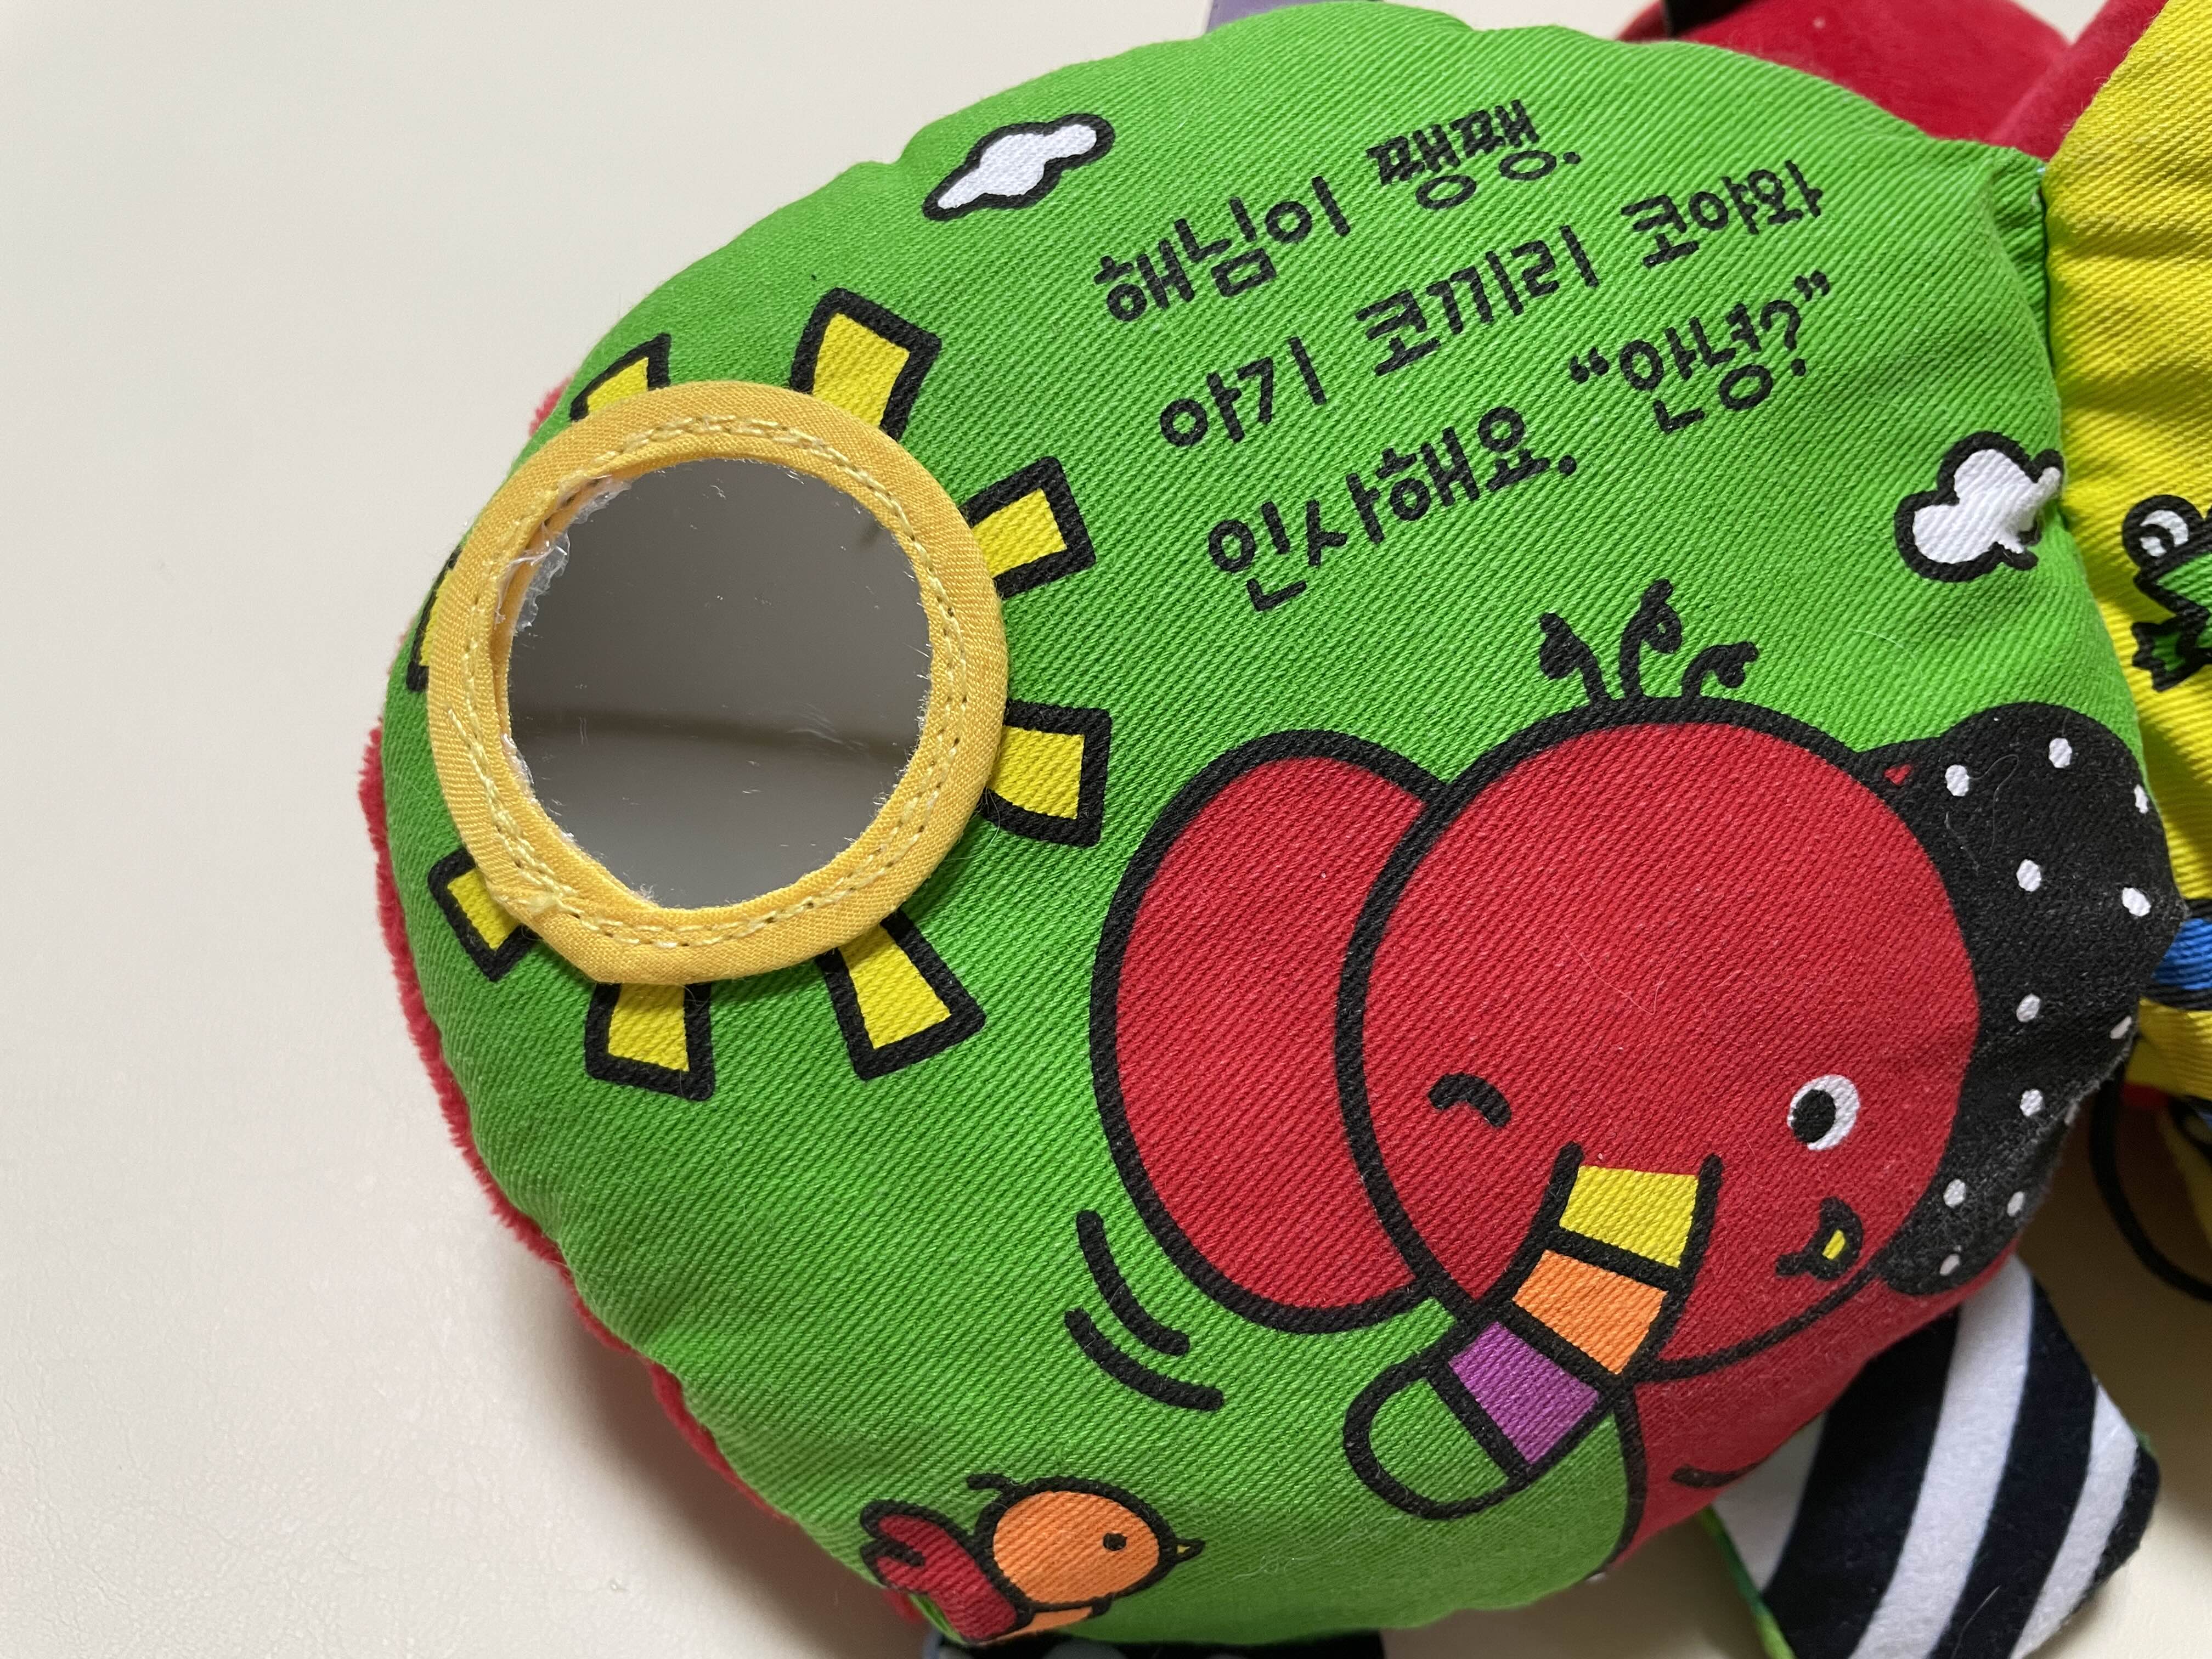 해님이 쨍쨍.
아기 코끼리 코야와
인사해요. “안녕?”